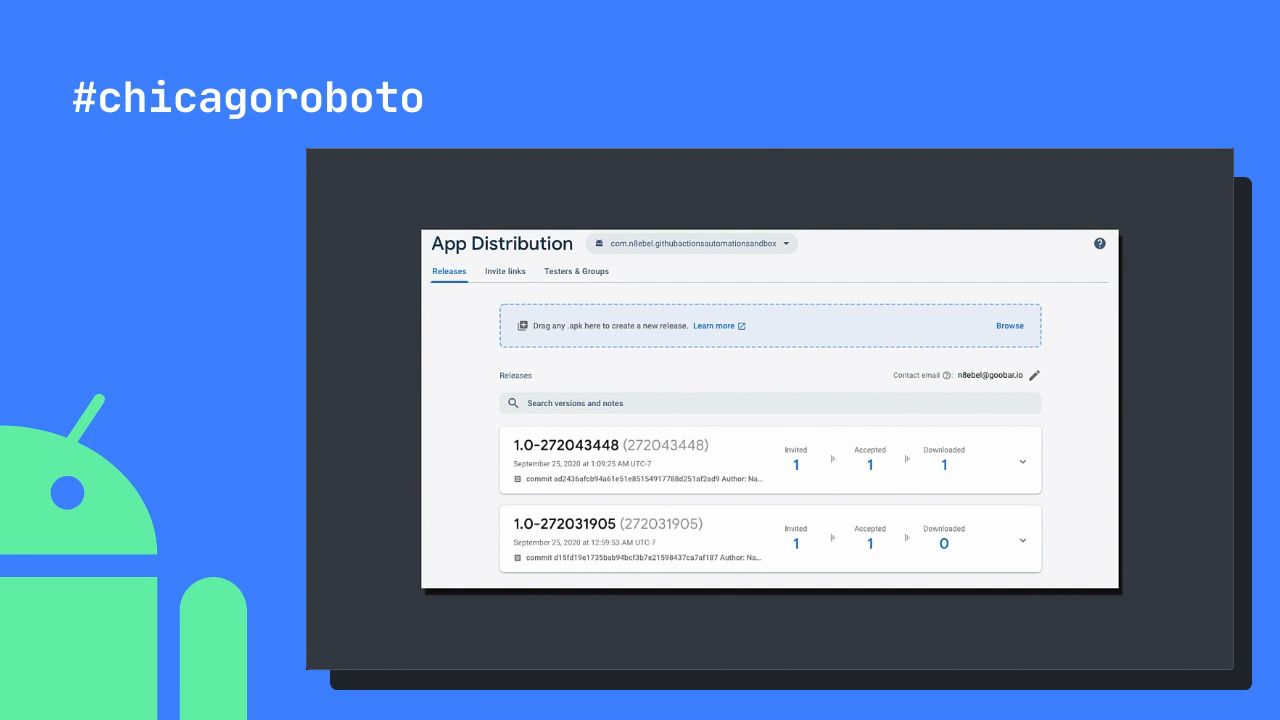 #chicagoroboto
App Distribution com.n8ebel.githubactionsautomationsandbox
Releases Invite links Testers & Groups
Drag any .apk here to create a new release. Learn more Browse
Releases Contact email : n8ebel@goobar.io
Search versions and notes
1.0-272043448 (272043448)
Invited Accepted Downloaded
1 1 1
September 25, 2020 at 1:09:25 AM UTC-7
commit ad2436afcb94a61e51e85154917788d251af2ad9 Author: Na...
1.0-272031905 (272031905)
Invited Accepted Downloaded
1 1 0
September 25, 2020 at 12:59:53 AM UTC-7
commit d15fd19e1735bab94bcf3b7e21598437ca7af187 Author: Na...